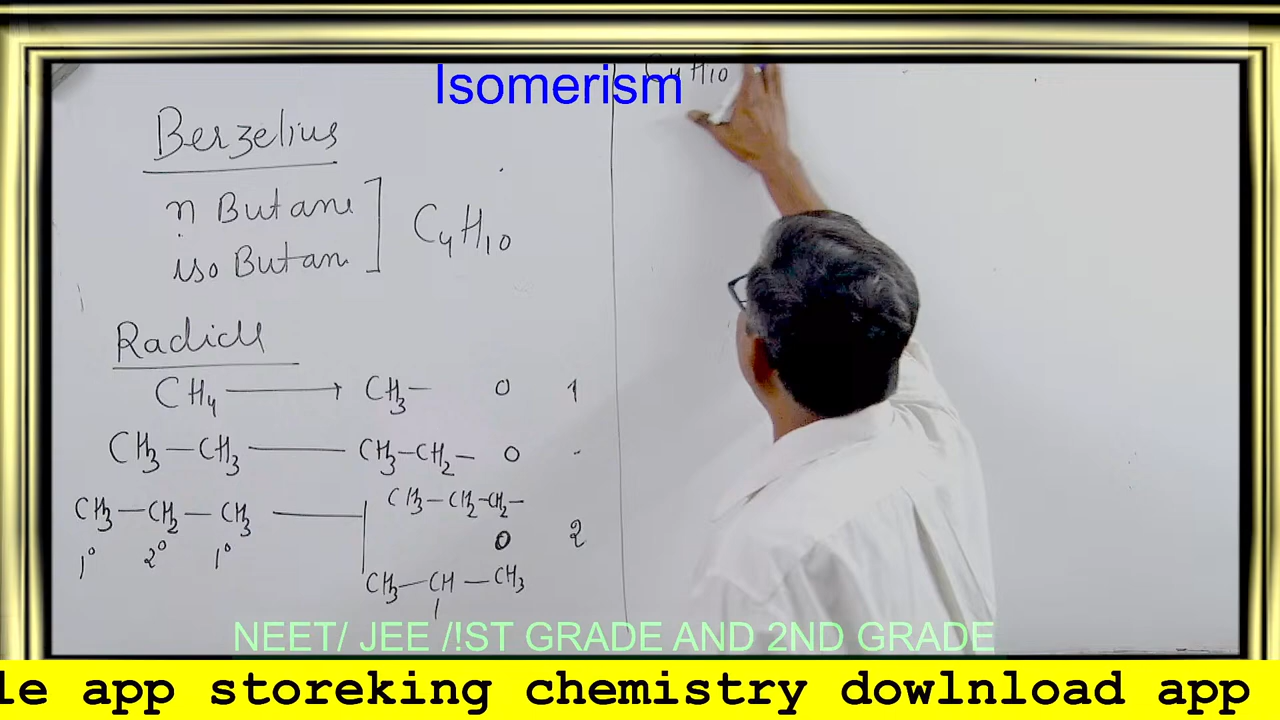 Isomerism
Berzelius
n Butane
iso Butan
C4H10
Radicle
CH4 ⟶ CH3— 0 1
CH3—CH3 —— CH3—CH2— 0 -
CH3—CH2—CH3 —— CH3—CH2—CH2—
1° 2° 1°
0 2
CH3—CH—CH3
C4H10
NEET/ JEE /!ST GRADE AND 2ND GRADE
le app storeking chemistry dowlnload app